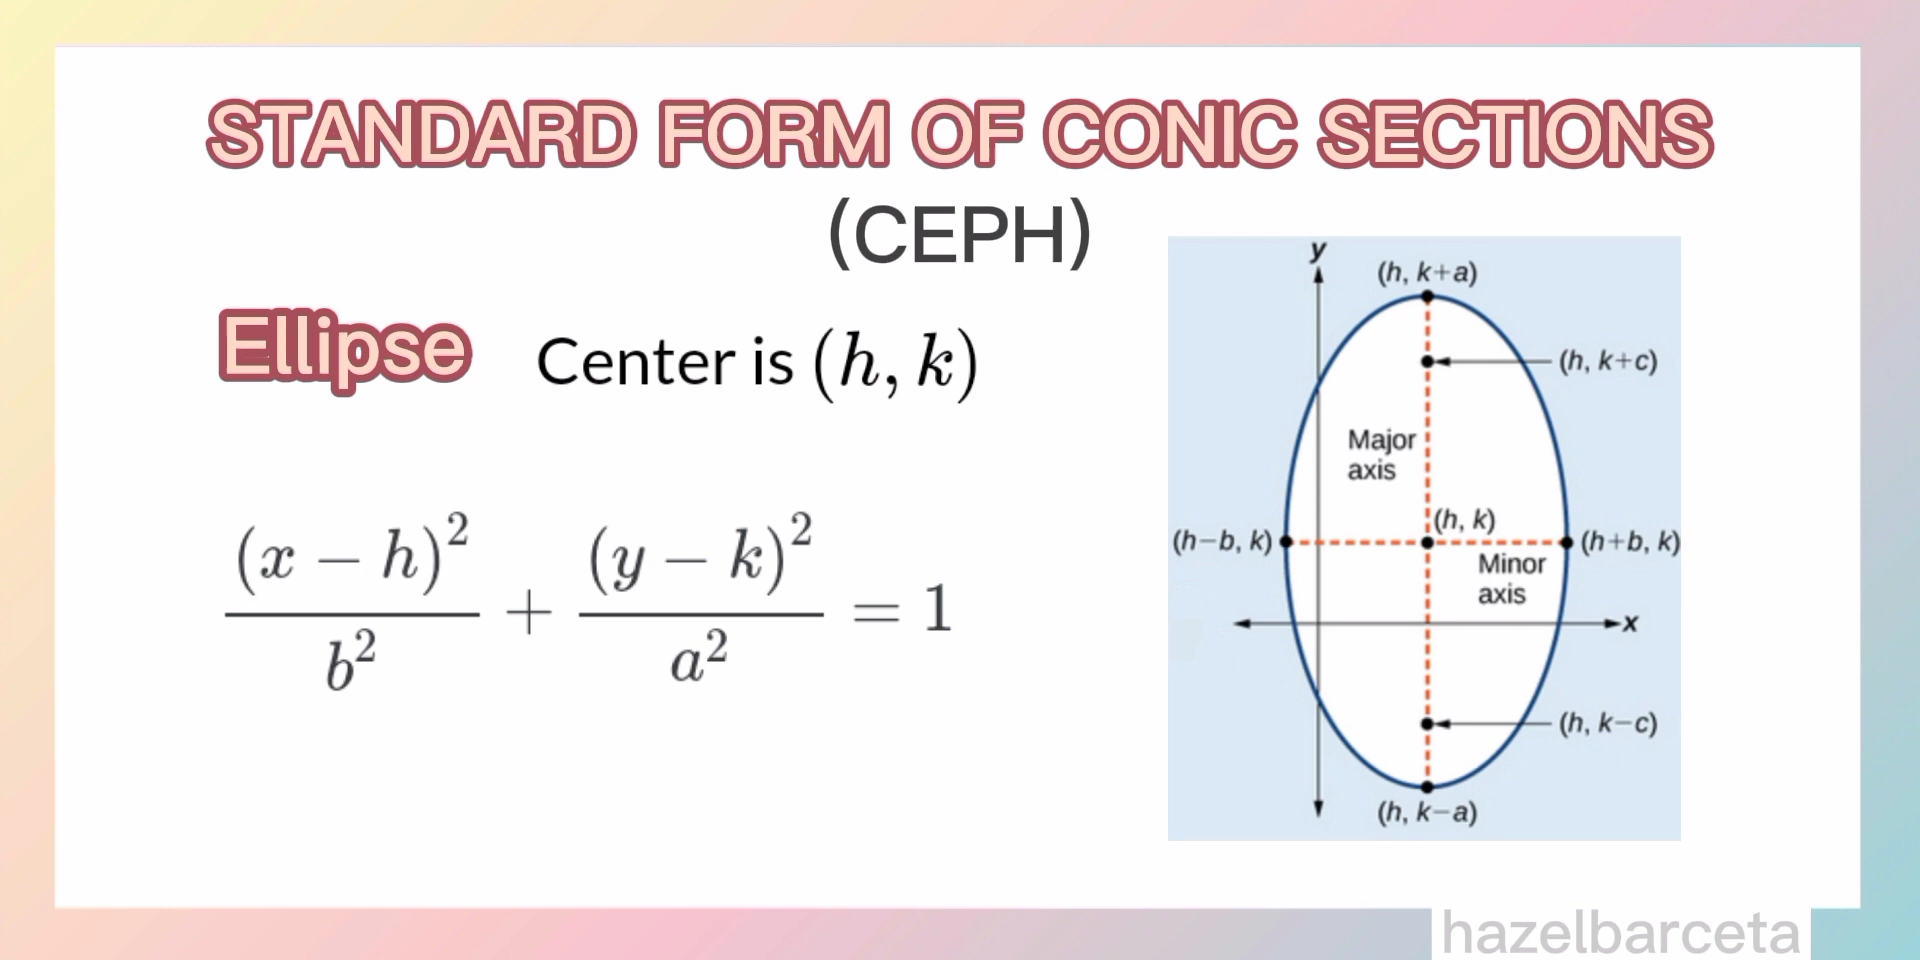 STANDARD FORM OF CONIC SECTIONS
(CEPH)
Ellipse
Center is (h, k)
(x − h)² / b² + (y − k)² / a² = 1
y
(h, k+a)
(h, k+c)
Major
axis
(h, k)
(h−b, k)
(h+b, k)
Minor
axis
x
(h, k−c)
(h, k−a)
hazelbarceta